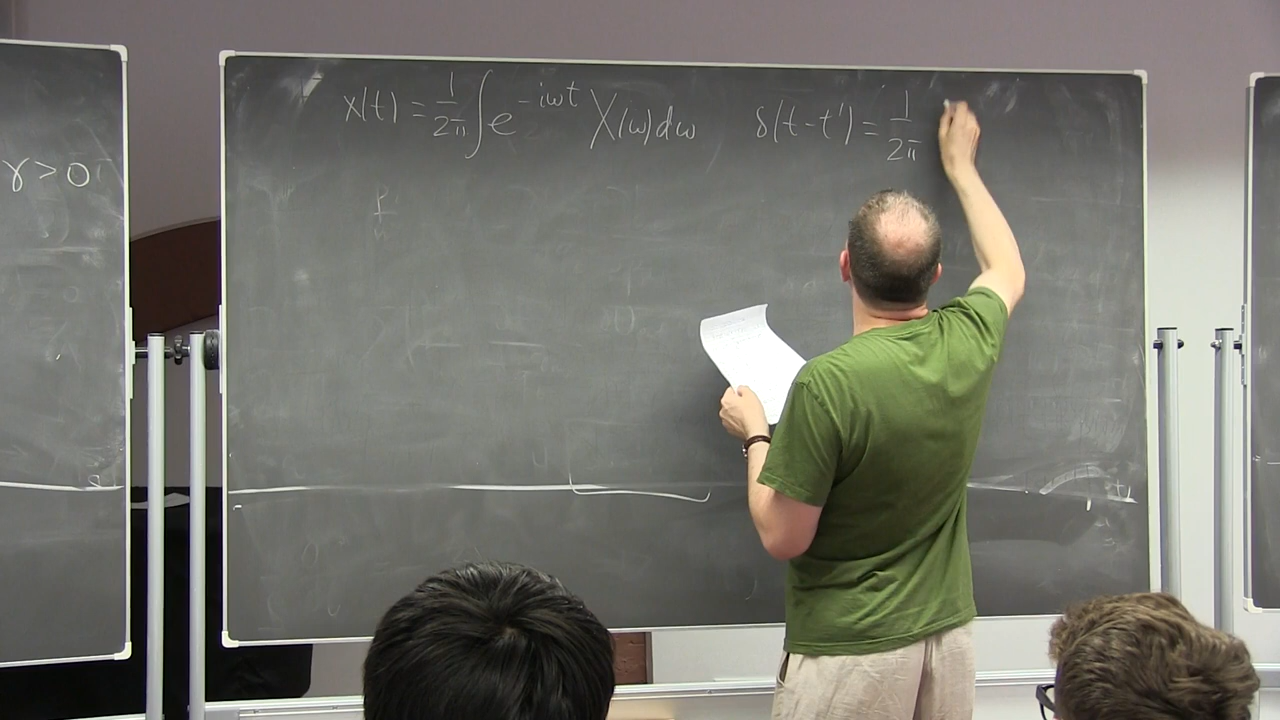 γ > 0
x(t) = 1/2π ∫ e^{-iωt} X(ω) dω δ(t - t') = 1/2π